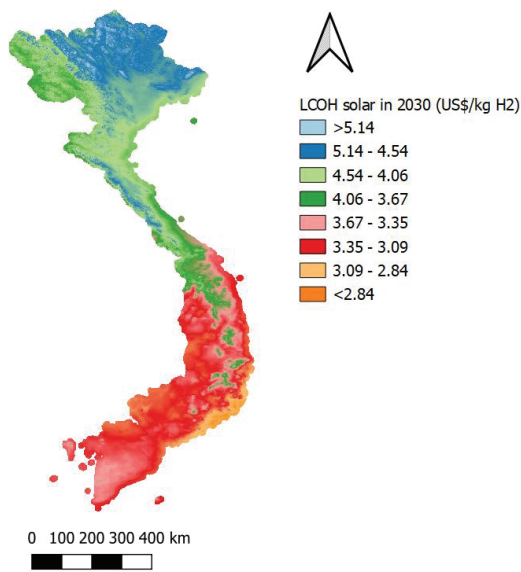 LCOH solar in 2030 (US$/kg H2)
>5.14
5.14 - 4.54
4.54 - 4.06
4.06 - 3.67
3.67 - 3.35
3.35 - 3.09
3.09 - 2.84
<2.84
0 100 200 300 400 km